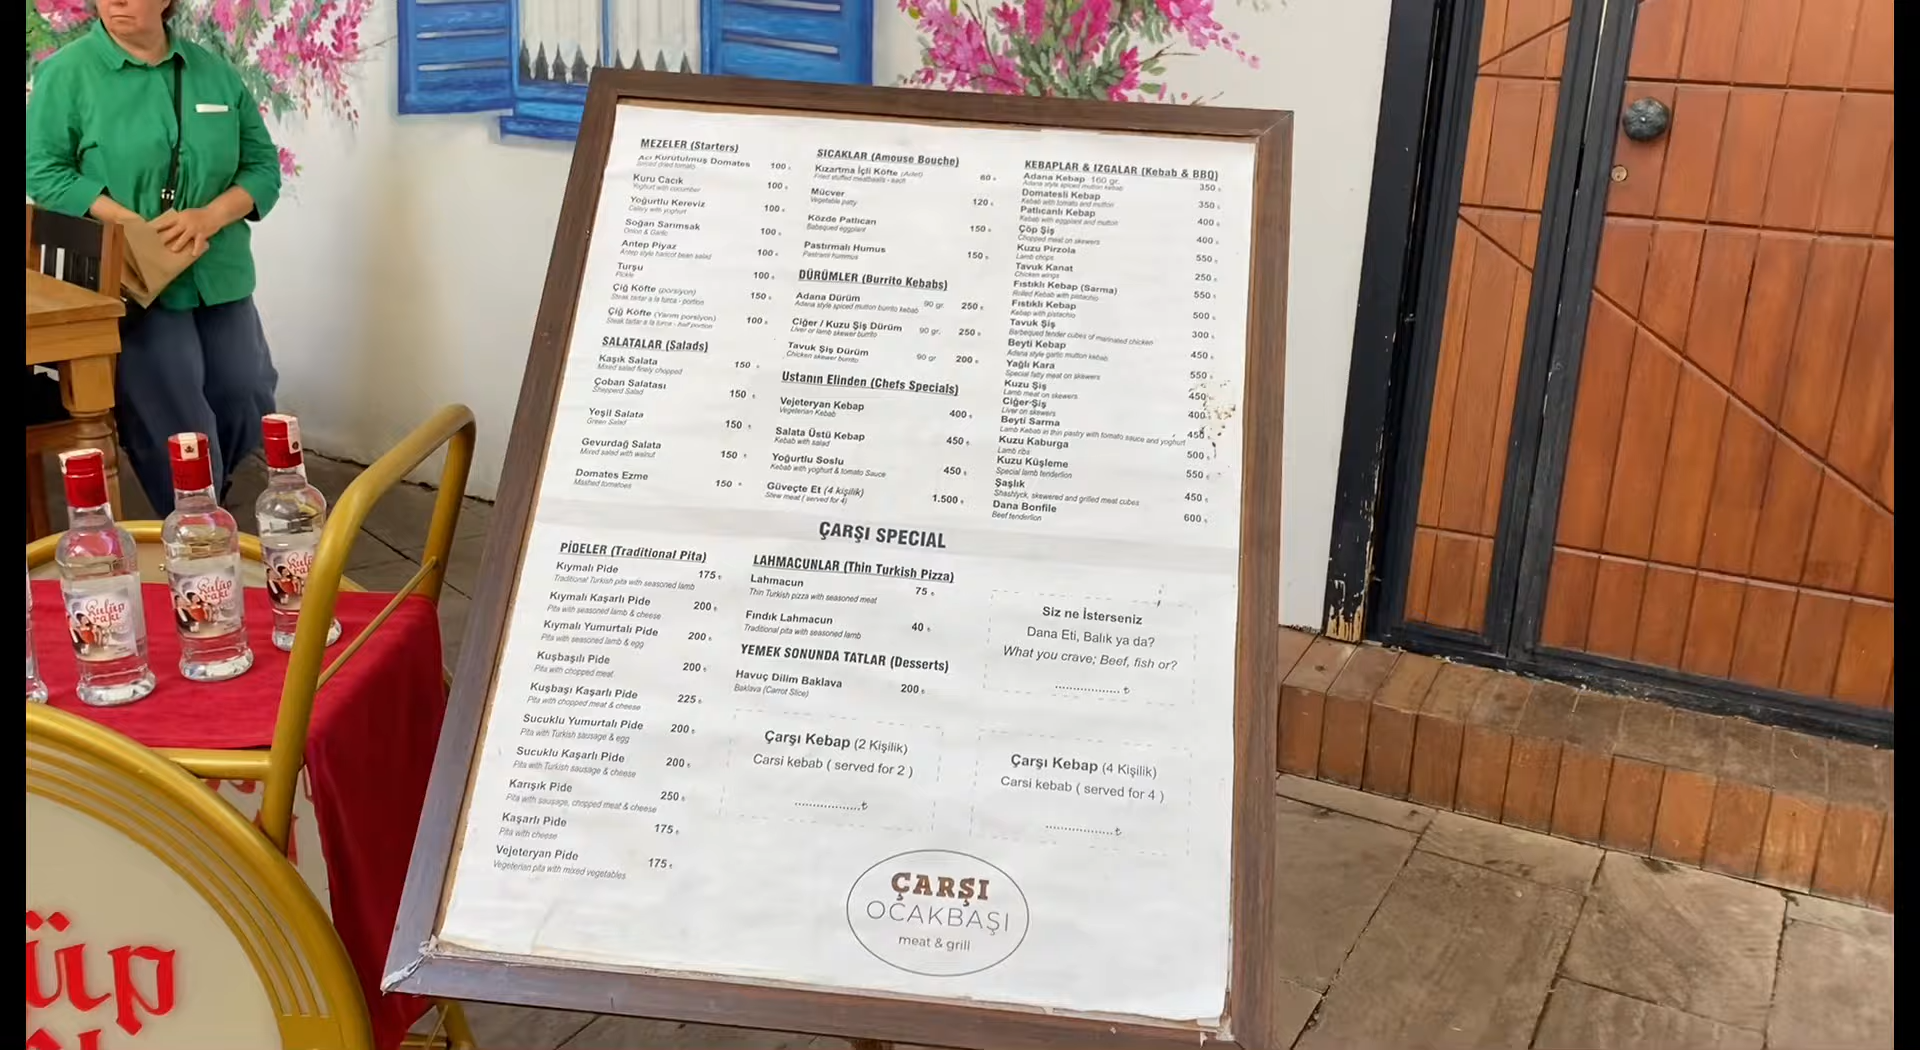 MEZELER (Starters)
Acı Kurutulmuş Domates 100 ₺
Kuru Cacık 100 ₺
Yoghurt with cucumber
Yoğurtlu Kereviz 100 ₺
Celery with yoghurt
Soğan Sarımsak 100 ₺
Onion & Garlic
Antep Piyaz 100 ₺
Antep style haricot bean salad
Turşu 100 ₺
Pickle
Çiğ Köfte (porsiyon) 150 ₺
Steak tartar a la turca - portion
Çiğ Köfte (Yarım porsiyon) 100 ₺
Steak tartar a la turca - half portion
SALATALAR (Salads)
Kaşık Salata 150 ₺
Mixed salad finely chopped
Çoban Salatası 150 ₺
Shepperd Salad
Yeşil Salata 150 ₺
Green Salad
Gevurdağ Salata 150 ₺
Mixed salad with walnut
Domates Ezme 150 ₺
Mashed tomatoes
SICAKLAR (Amouse Bouche)
Kızartma İçli Köfte (Adet) 60 ₺
Fried stuffed meatballs - each
Mücver 120 ₺
Vegetable patty
Közde Patlıcan 150 ₺
Babequed eggplant
Pastırmalı Humus 150 ₺
Pastrami hummus
DÜRÜMLER (Burrito Kebabs)
Adana Dürüm 90 gr. 250 ₺
Adana style spiced mutton burrito kebab
Ciğer / Kuzu Şiş Dürüm 90 gr. 250 ₺
Liver or lamb skewer burrito
Tavuk Şiş Dürüm 90 gr 200 ₺
Chicken skewer burrito
Ustanın Elinden (Chefs Specials)
Vejeteryan Kebap 400 ₺
Vegetarian Kebab
Salata Üstü Kebap 450 ₺
Kebab with salad
Yoğurtlu Soslu 450 ₺
Kebab with yoghurt & tomato Sauce
Güveçte Et (4 kişilik) 1.500 ₺
Stew meat ( served for 4)
KEBAPLAR & IZGALAR (Kebab & BBQ)
Adana Kebap 160 gr. 350 ₺
Adana style spiced mutton kebab
Domatesli Kebap 350 ₺
Kebab with tomato and mutton
Patlıcanlı Kebap 400 ₺
Kebab with eggplant and mutton
Çöp Şiş 400 ₺
Chopped meat on skewers
Kuzu Pirzola 550 ₺
Lamb chops
Tavuk Kanat 250 ₺
Chicken wings
Fıstıklı Kebap (Sarma) 550 ₺
Rolled Kebab with pistachio
Fıstıklı Kebap 500 ₺
Kebap with pistachio
Tavuk Şiş 300 ₺
Barbequed tender cubes of marinated chicken
Beyti Kebap 450 ₺
Adana style garlic mutton kebab
Yağlı Kara 550 ₺
Special fatty meat on skewers
Kuzu Şiş 450
Lamb meat on skewers
Ciğer-Şiş 400
Liver on skewers
Beyti Sarma 450
Lamb Kebab in thin pastry with tomato sauce and yoghurt
Kuzu Kaburga 500
Lamb ribs
Kuzu Küşleme 550 ₺
Special lamb tenderlion
Şaşlık 450 ₺
Shashlyck, skewered and grilled meat cubes
Dana Bonfile 600 ₺
Beef tenderlion
ÇARŞI SPECIAL
PİDELER (Traditional Pita)
Kıymalı Pide 175 ₺
Traditional Turkish pita with seasoned lamb
Kıymalı Kaşarlı Pide 200 ₺
Pita with seasoned lamb & cheese
Kıymalı Yumurtalı Pide 200 ₺
Pita with seasoned lamb & egg
Kuşbaşılı Pide 200 ₺
Pita with chopped meat
Kuşbaşı Kaşarlı Pide 225 ₺
Pita with chopped meat & cheese
Sucuklu Yumurtalı Pide 200 ₺
Pita with Turkish sausage & egg
Sucuklu Kaşarlı Pide 200 ₺
Pita with Turkish sausage & cheese
Karışık Pide 250 ₺
Pita with sausage, chopped meat & cheese
Kaşarlı Pide 175 ₺
Pita with cheese
Vejeteryan Pide 175 ₺
Vegeterian pita with mixed vegetables
LAHMACUNLAR (Thin Turkish Pizza)
Lahmacun 75 ₺
Thin Turkish pizza with seasoned meat
Fındık Lahmacun 40 ₺
Traditional pita with seasoned lamb
YEMEK SONUNDA TATLAR (Desserts)
Havuç Dilim Baklava 200 ₺
Baklava (Carrot Slice)
Siz ne İsterseniz
Dana Eti, Balık ya da?
What you crave; Beef, fish or?
.................. ₺
Çarşı Kebap (2 Kişilik)
Carsi kebab ( served for 2 )
..................₺
Çarşı Kebap (4 Kişilik)
Carsi kebab ( served for 4 )
..................₺
ÇARŞI
OCAKBAŞI
meat & grill
Kulüp
rakı
Kulüp
rakı
Kulüp
rakı
üp